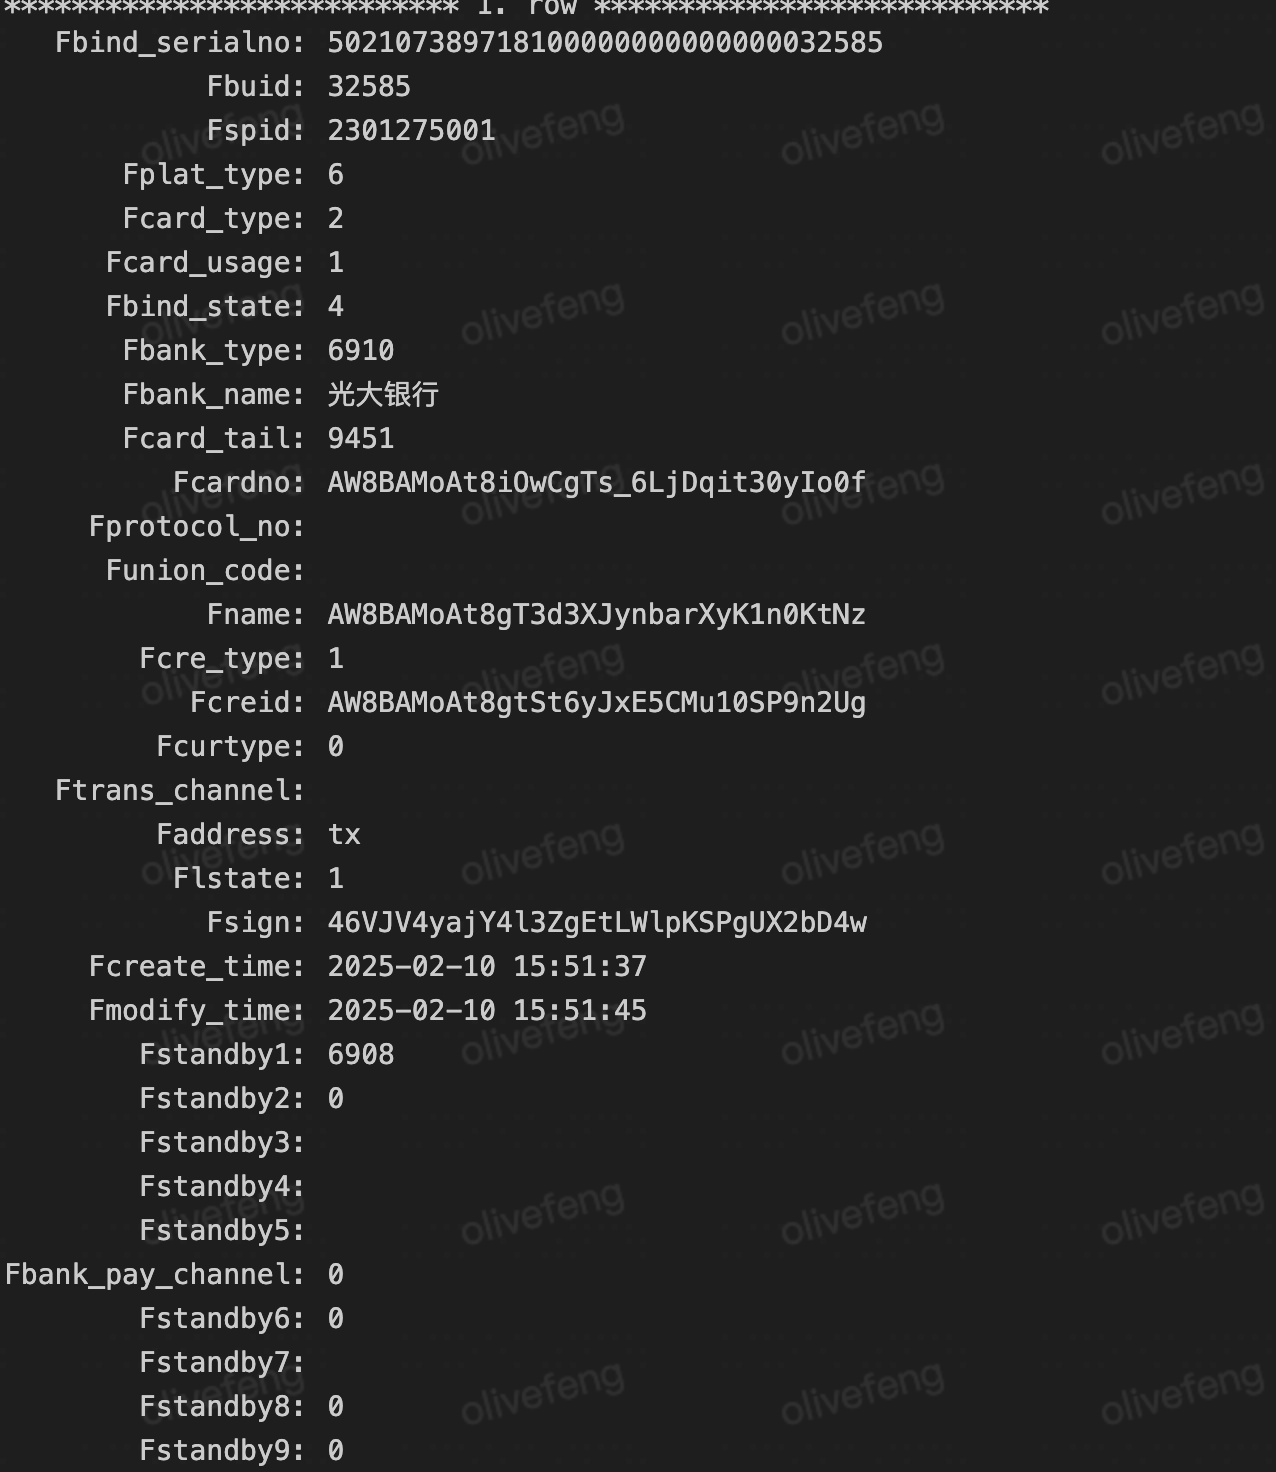 *************************** 1. row ***************************
Fbind_serialno: 502107389718100000000000000032585
Fbuid: 32585
Fspid: 2301275001
Fplat_type: 6
Fcard_type: 2
Fcard_usage: 1
Fbind_state: 4
Fbank_type: 6910
Fbank_name: 光大银行
Fcard_tail: 9451
Fcardno: AW8BAMoAt8iOwCgTs_6LjDqit30yIo0f
Fprotocol_no:
Funion_code:
Fname: AW8BAMoAt8gT3d3XJynbarXyK1n0KtNz
Fcre_type: 1
Fcreid: AW8BAMoAt8gtSt6yJxE5CMu10SP9n2Ug
Fcurtype: 0
Ftrans_channel:
Faddress: tx
Flstate: 1
Fsign: 46VJV4yajY4l3ZgEtLWlpKSPgUX2bD4w
Fcreate_time: 2025-02-10 15:51:37
Fmodify_time: 2025-02-10 15:51:45
Fstandby1: 6908
Fstandby2: 0
Fstandby3:
Fstandby4:
Fstandby5:
Fbank_pay_channel: 0
Fstandby6: 0
Fstandby7:
Fstandby8: 0
Fstandby9: 0